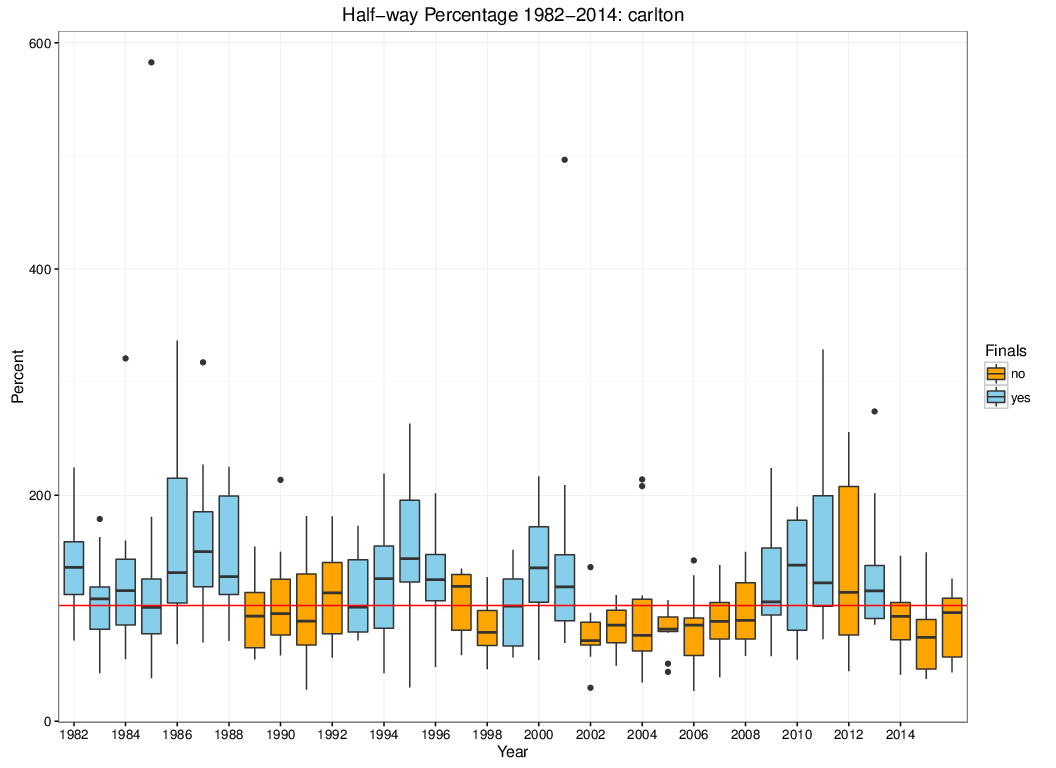 Half−way Percentage 1982−2014: carlton
600
400
200
0
Percent
1982 1984 1986 1988 1990 1992 1994 1996 1998 2000 2002 2004 2006 2008 2010 2012 2014
Year
Finals
no
yes